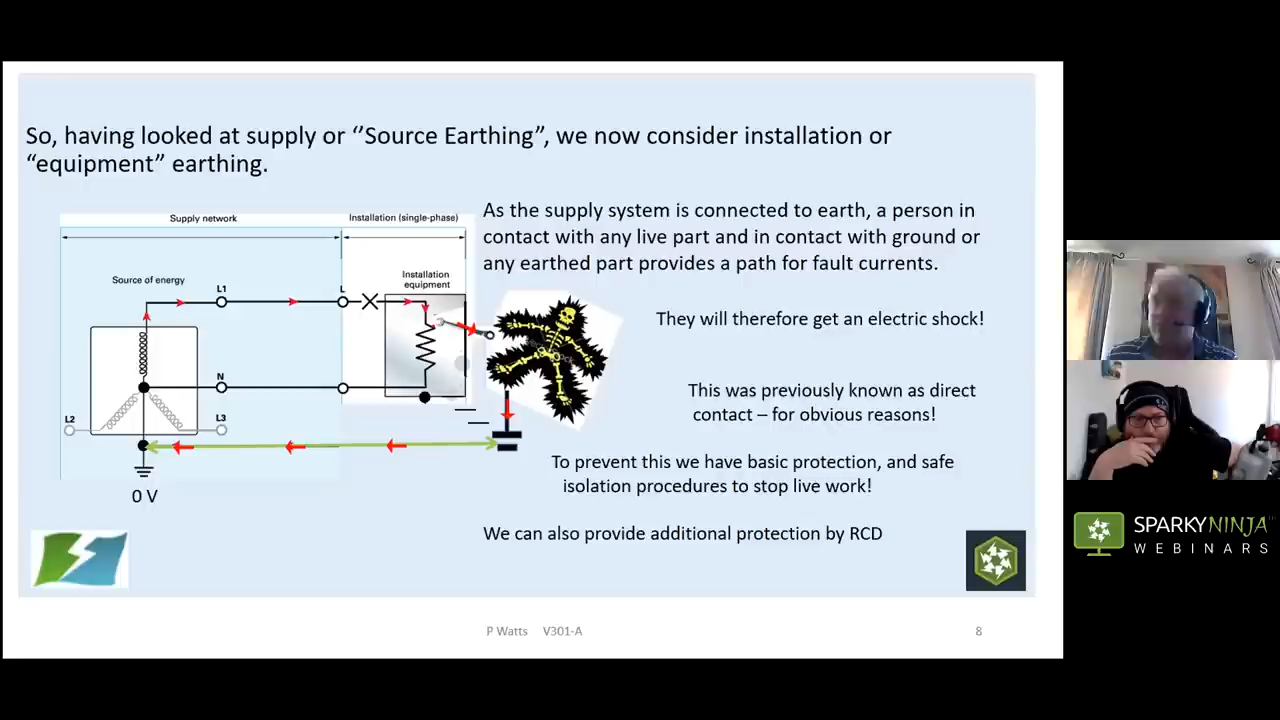 So, having looked at supply or ‘’Source Earthing”, we now consider installation or
“equipment” earthing.
Supply network
Installation (single-phase)
As the supply system is connected to earth, a person in
contact with any live part and in contact with ground or
any earthed part provides a path for fault currents.
Source of energy
Installation
equipment
L1
L
They will therefore get an electric shock!
N
This was previously known as direct
contact – for obvious reasons!
L2
L3
To prevent this we have basic protection, and safe
isolation procedures to stop live work!
0 V
We can also provide additional protection by RCD
P Watts V301-A
8
SPARKYNINJA
WEBINARS